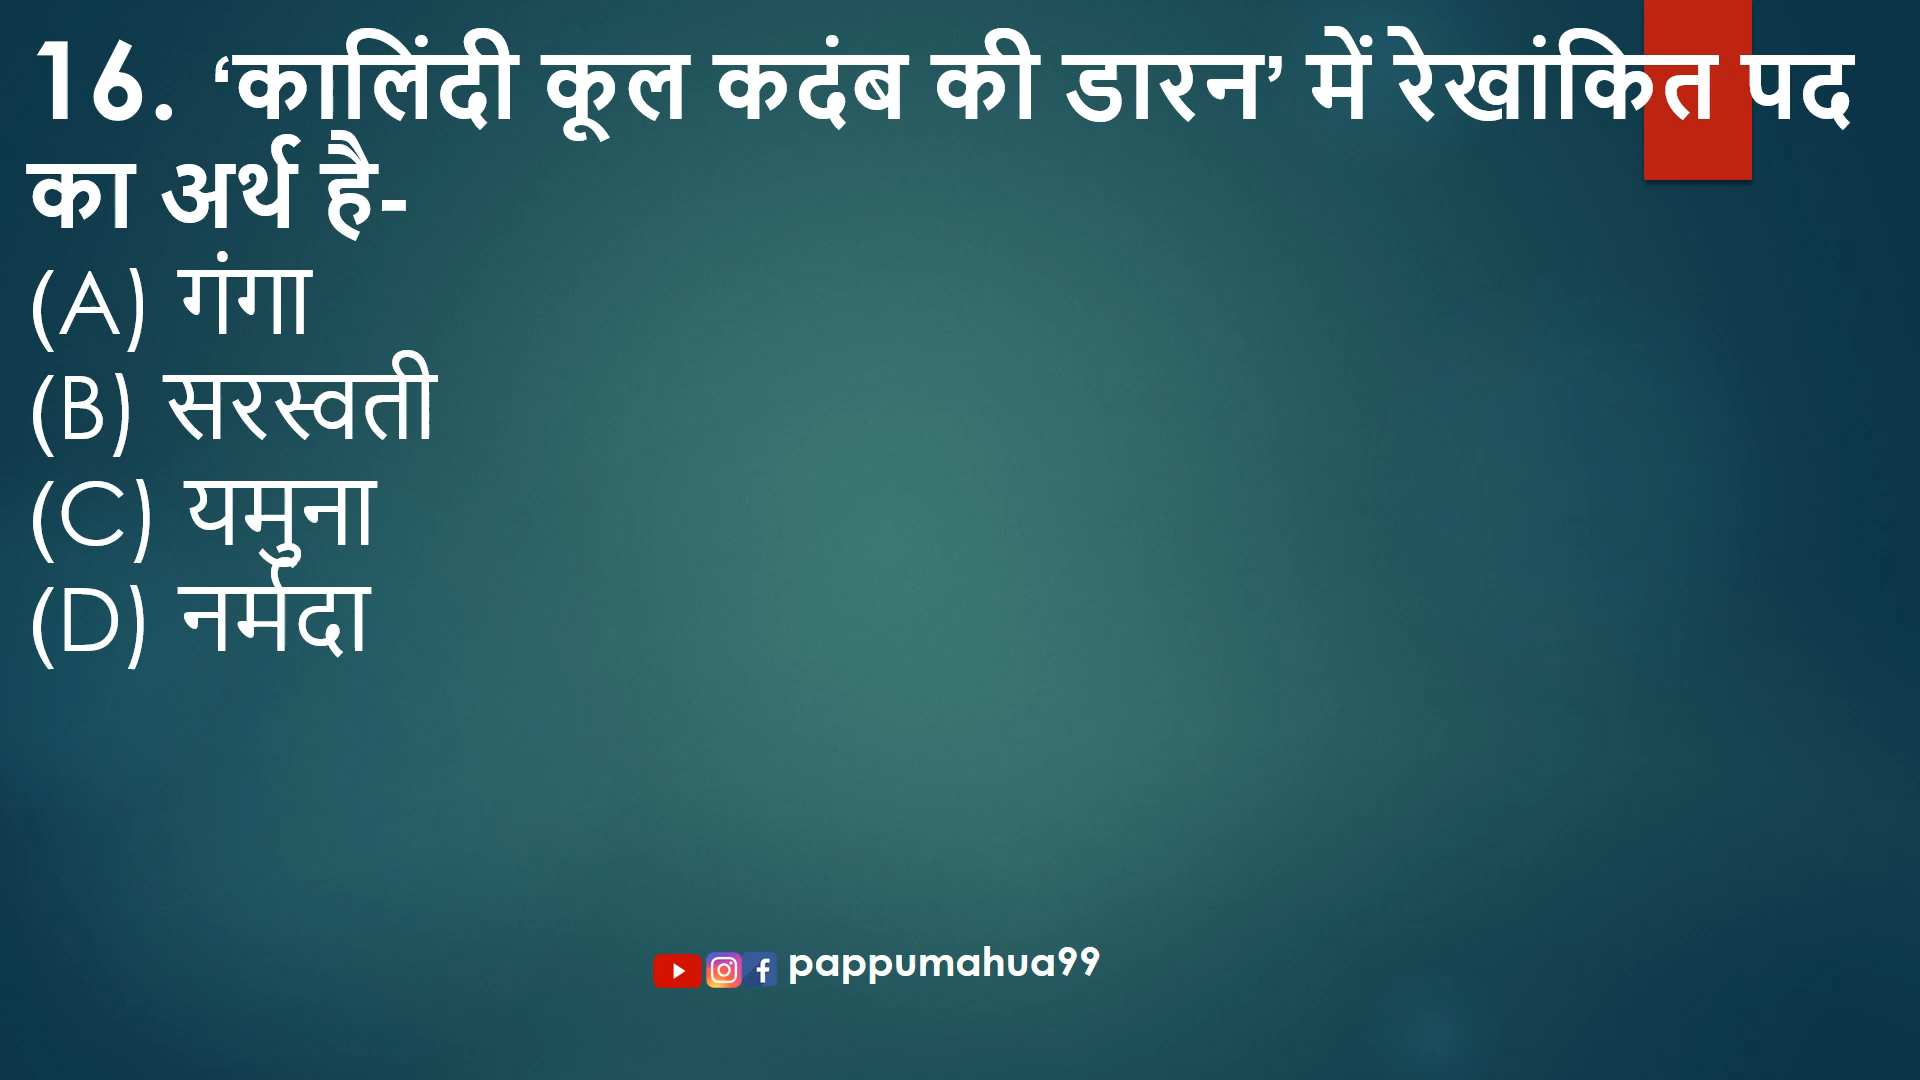 16. ‘कालिंदी कूल कदंब की डारन’ में रेखांकित पद
का अर्थ है-
(A) गंगा
(B) सरस्वती
(C) यमुना
(D) नर्मदा
pappumahua99